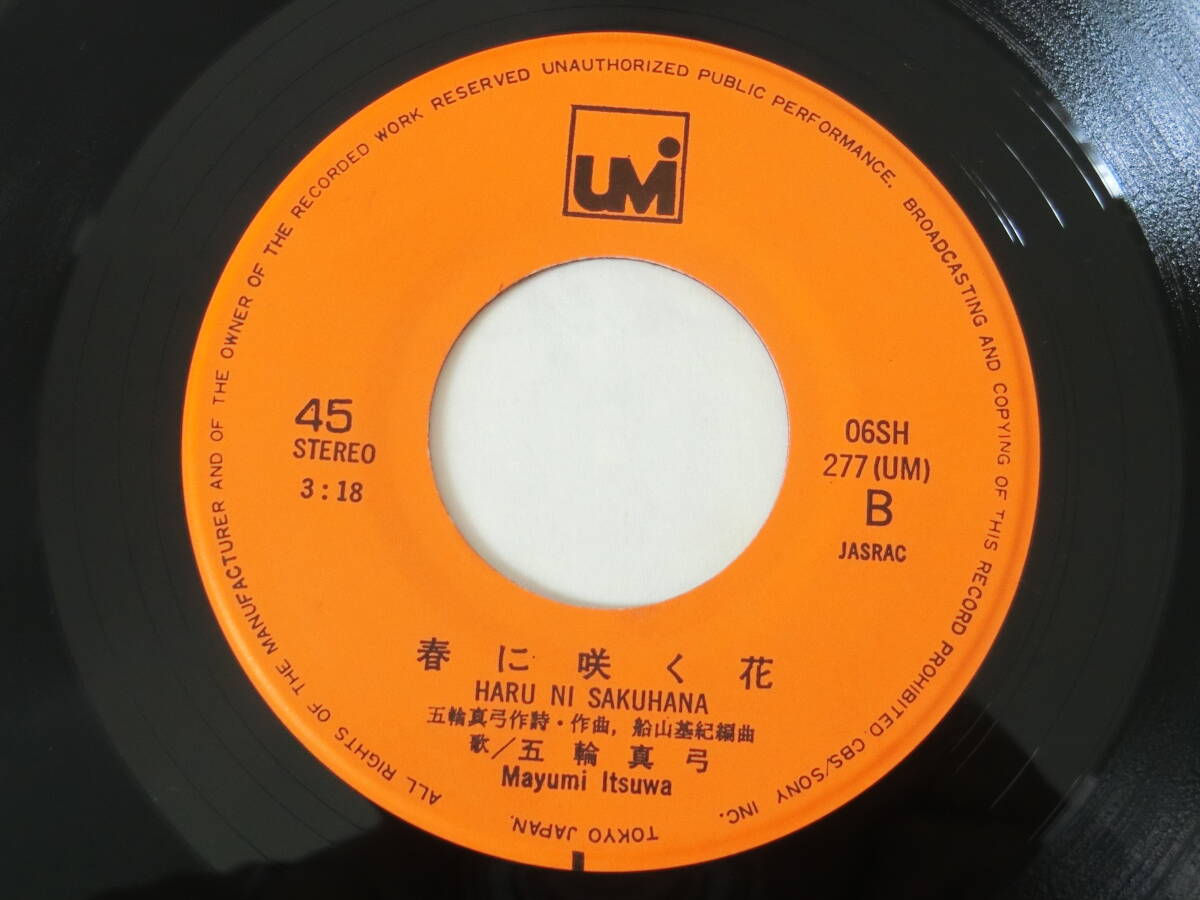 UMI
45
STEREO
3:18
06SH
277(UM)
B
JASRAC
春に咲く花
HARU NI SAKUHANA
五輪真弓作詩・作曲, 船山基紀編曲
歌/五輪真弓
Mayumi Itsuwa
ALL RIGHTS OF THE MANUFACTURER AND OF THE OWNER OF THE RECORDED WORK RESERVED UNAUTHORIZED PUBLIC PERFORMANCE. BROADCASTING AND COPYING OF THIS RECORD PROHIBITED. CBS/SONY INC.
TOKYO JAPAN.